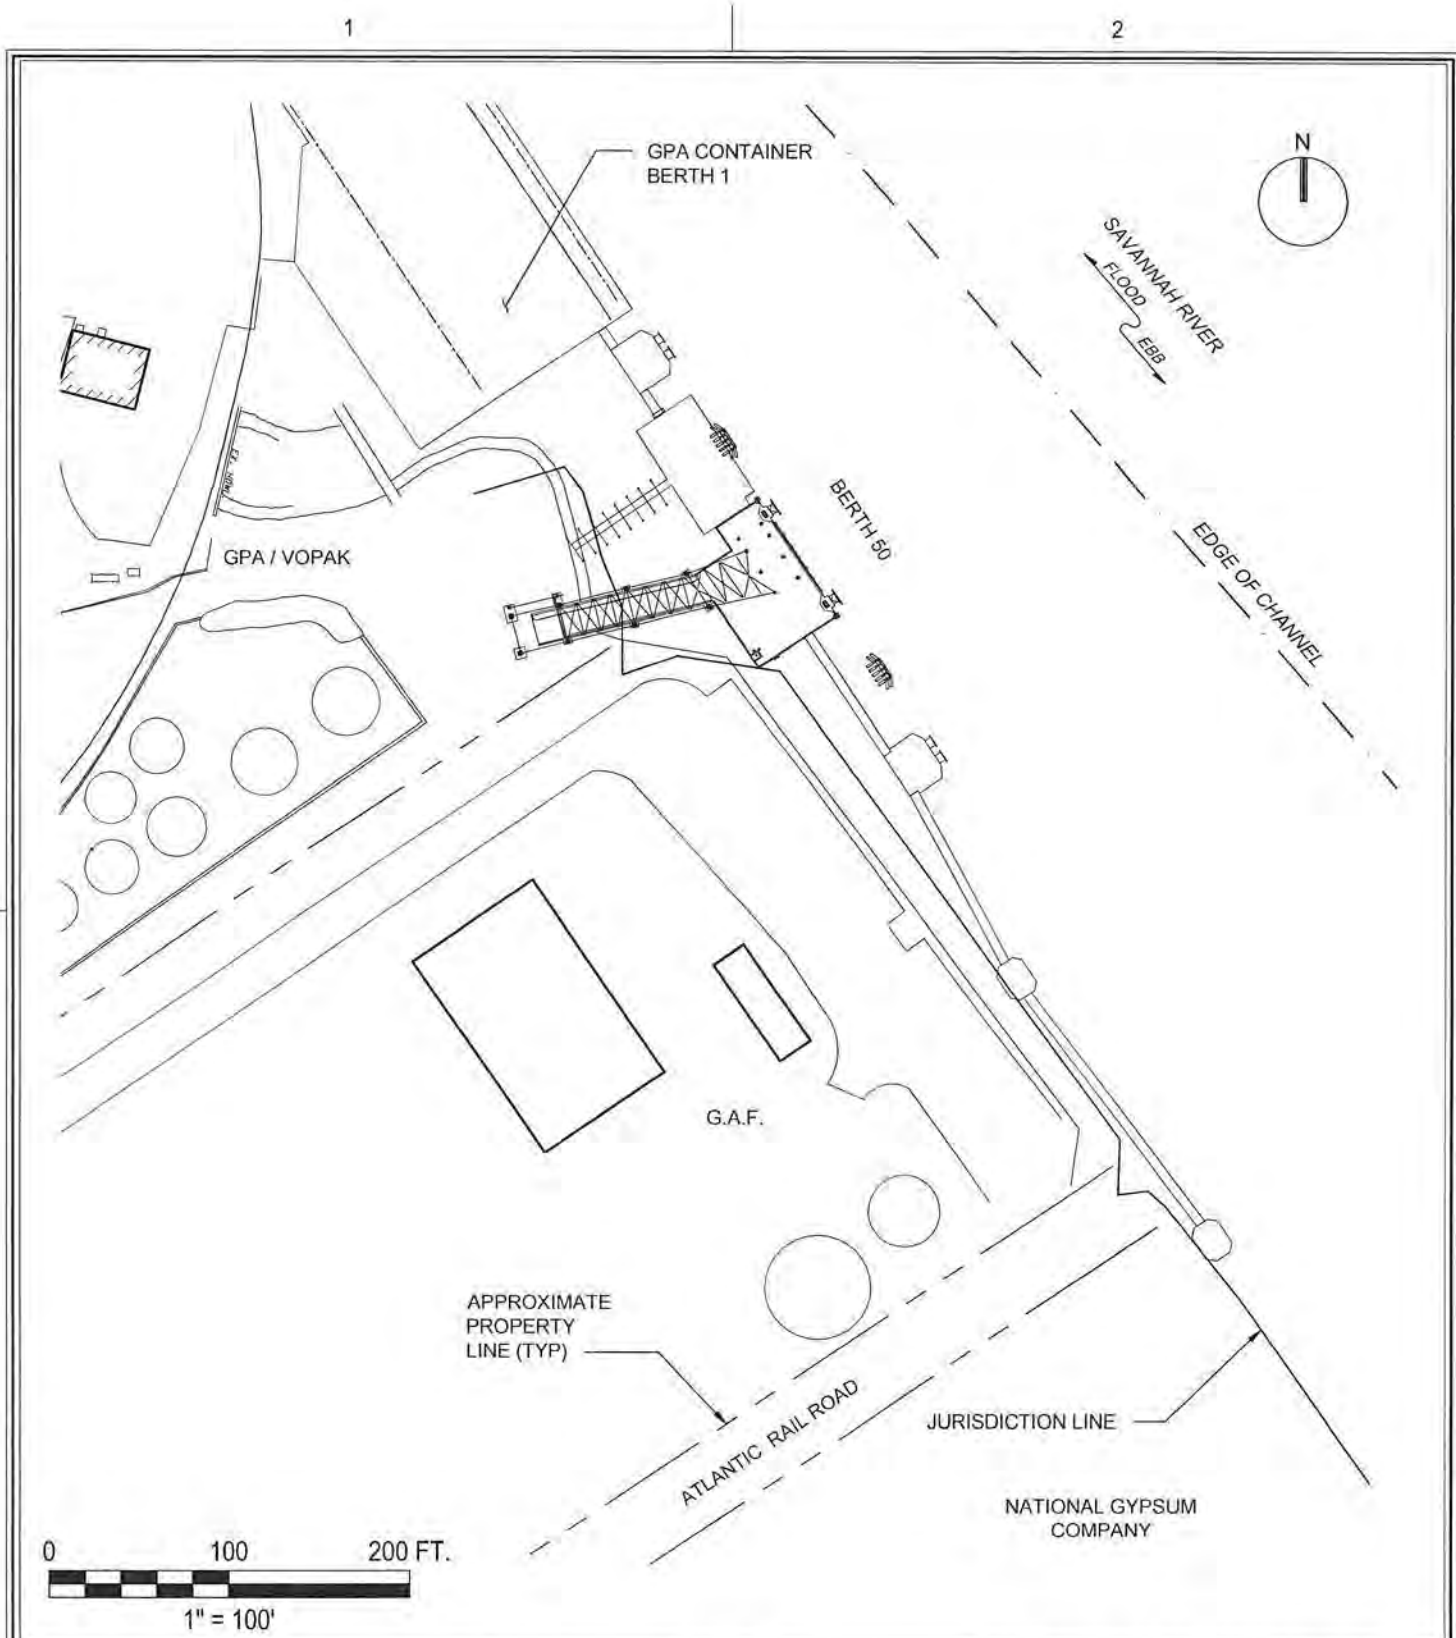 1
2
GPA CONTAINER
BERTH 1
N
SAVANNAH RIVER
FLOOD
EBB
BERTH 50
EDGE OF CHANNEL
GPA / VOPAK
G.A.F.
APPROXIMATE
PROPERTY
LINE (TYP)
ATLANTIC RAIL ROAD
JURISDICTION LINE
NATIONAL GYPSUM
COMPANY
0 100 200 FT.
1" = 100'